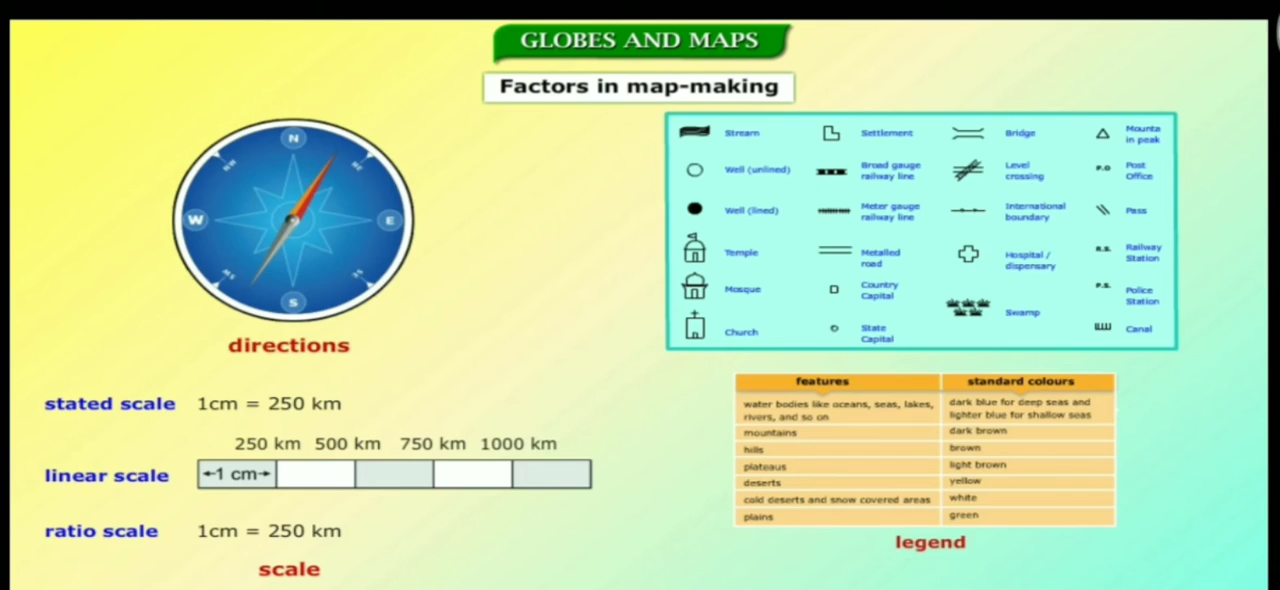 GLOBES AND MAPS
Factors in map-making
N
NW
NE
W
E
SW
SE
S
directions
stated scale 1cm = 250 km
250 km 500 km 750 km 1000 km
linear scale
1 cm
ratio scale 1cm = 250 km
scale
Stream
Settlement
Bridge
Mounta
in peak
Well (unlined)
Broad gauge
railway line
Level
crossing
P.O
Post
Office
Well (lined)
Meter gauge
railway line
International
boundary
Pass
Temple
Metalled
road
Hospital /
dispensary
R.S.
Railway
Station
Mosque
Country
Capital
Swamp
P.S.
Police
Station
Church
State
Capital
Canal
features standard colours
water bodies like oceans, seas, lakes,
rivers, and so on
dark blue for deep seas and
lighter blue for shallow seas
mountains dark brown
hills brown
plateaus light brown
deserts yellow
cold deserts and snow covered areas white
plains green
legend